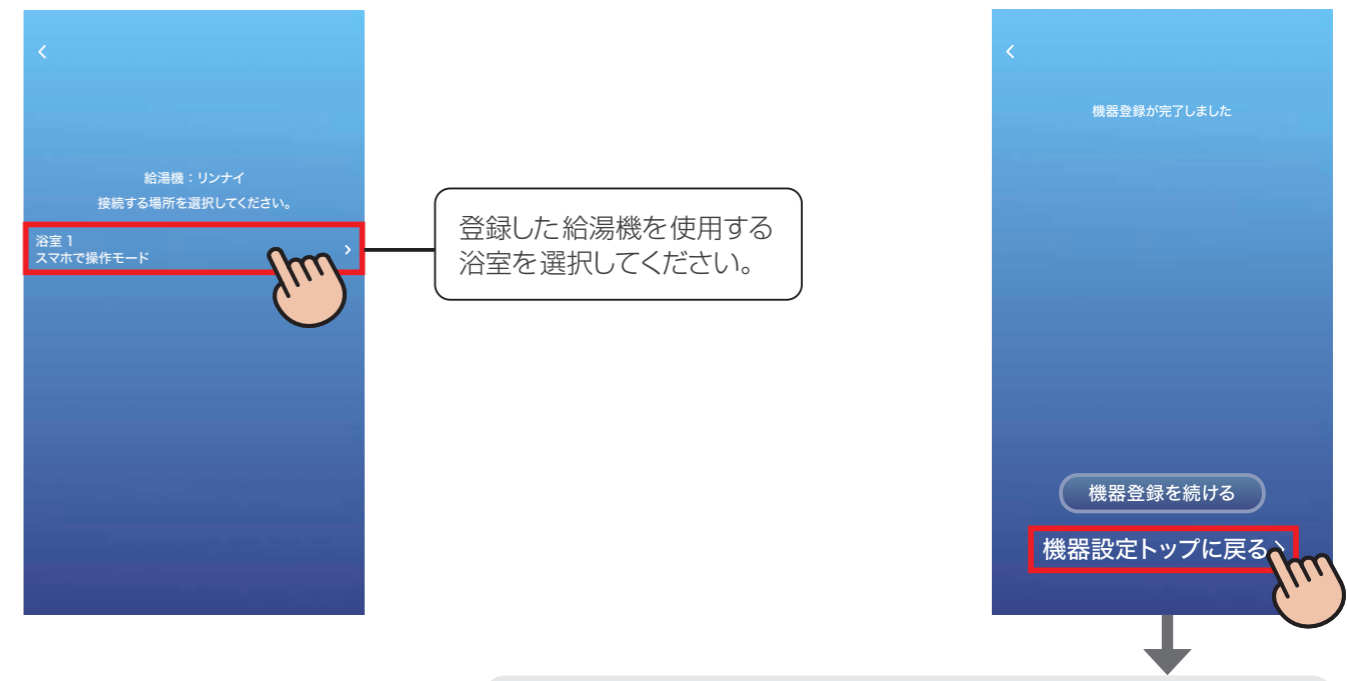 給湯機：リンナイ
接続する場所を選択してください。
浴室 1
スマホで操作モード
登録した給湯機を使用する
浴室を選択してください。
機器登録が完了しました
機器登録を続ける
機器設定トップに戻る